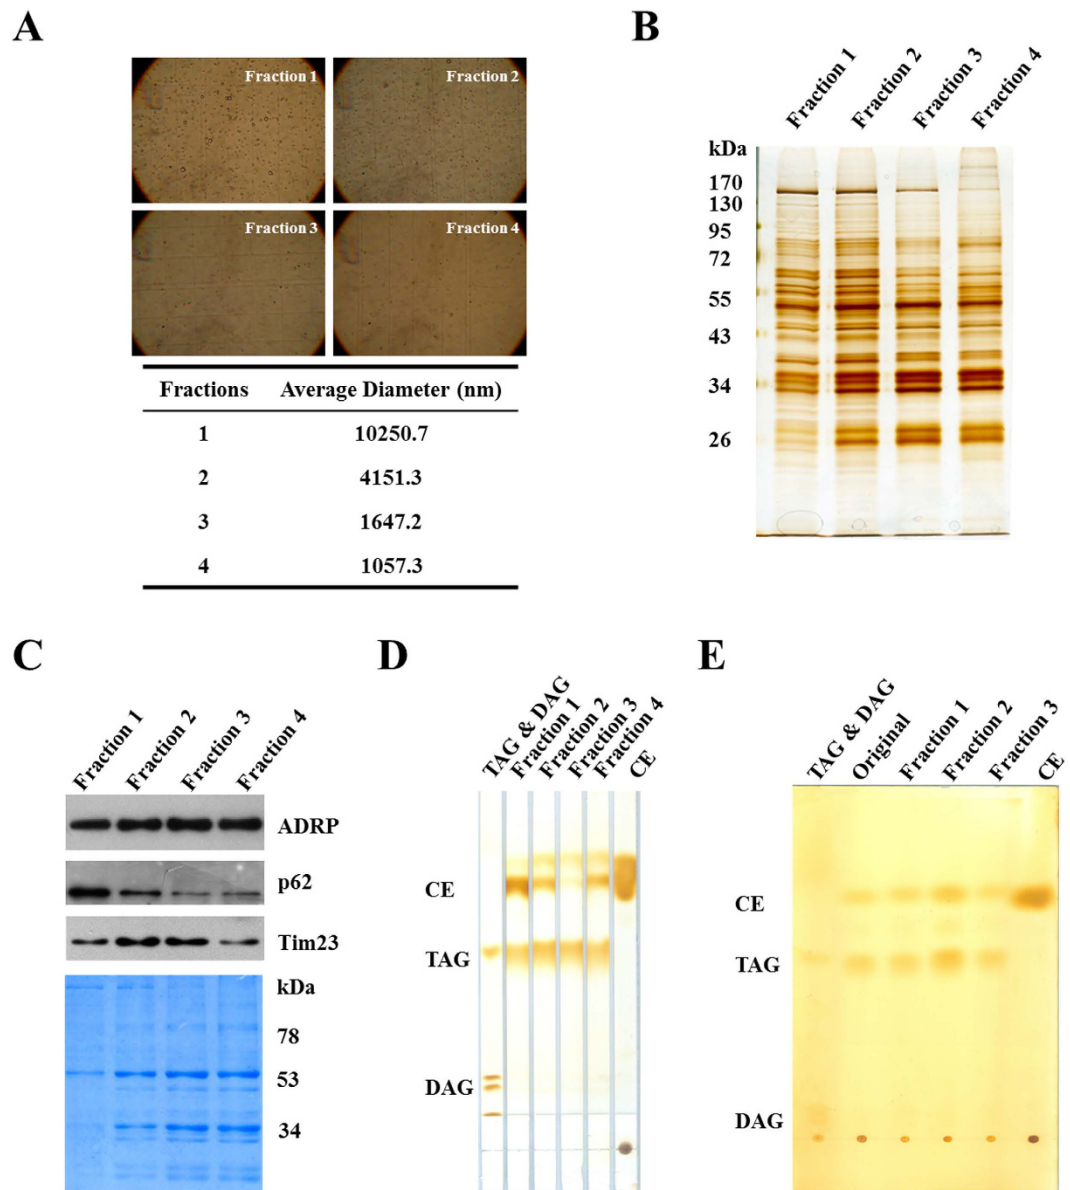 A
Fraction 1
Fraction 2
Fraction 3
Fraction 4
Fractions Average Diameter (nm)
1 10250.7
2 4151.3
3 1647.2
4 1057.3
B
Fraction 1
Fraction 2
Fraction 3
Fraction 4
kDa
170
130
95
72
55
43
34
26
C
Fraction 1
Fraction 2
Fraction 3
Fraction 4
ADRP
p62
Tim23
kDa
78
53
34
D
TAG & DAG
Fraction 1
Fraction 2
Fraction 3
Fraction 4
CE
CE
TAG
DAG
E
TAG & DAG
Original
Fraction 1
Fraction 2
Fraction 3
CE
CE
TAG
DAG